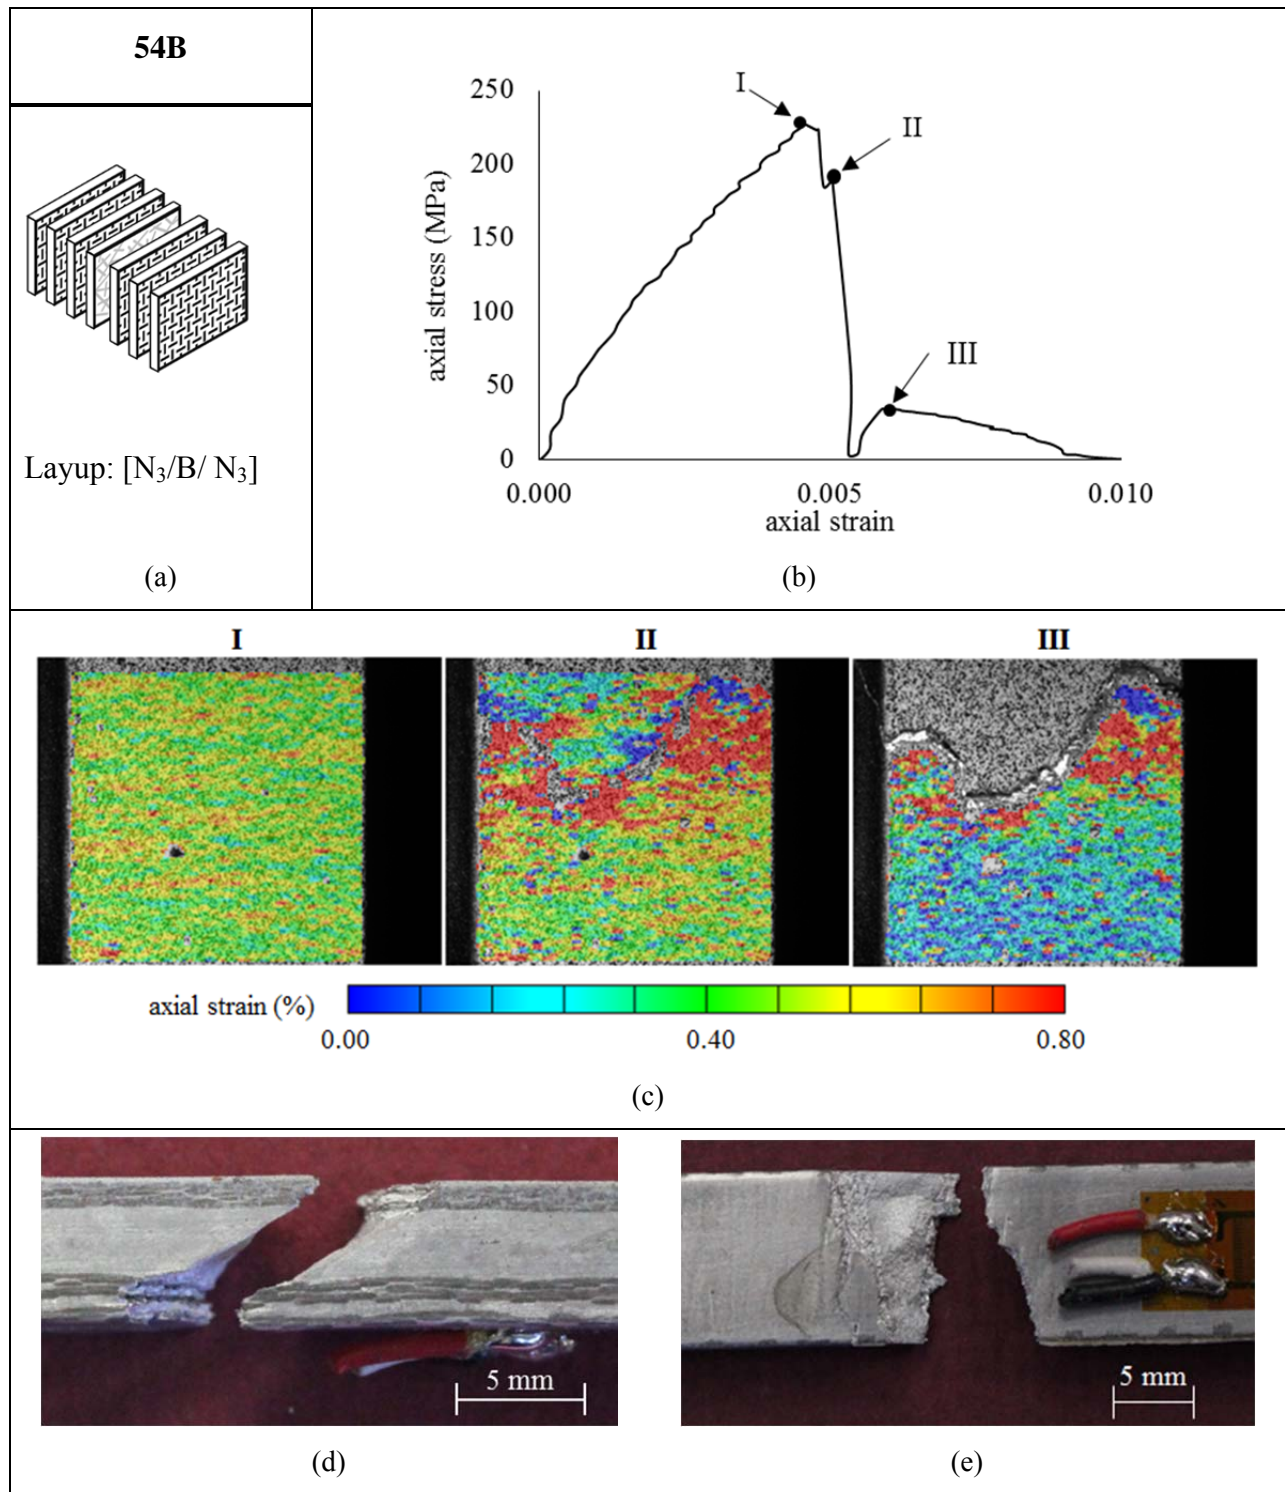 54B
Layup: [N₃/B/ N₃]
(a)
250
200
150
100
50
0
axial stress (MPa)
I
II
III
0.000
0.005
0.010
axial strain
(b)
I
II
III
axial strain (%)
0.00
0.40
0.80
(c)
5 mm
5 mm
(d)
(e)